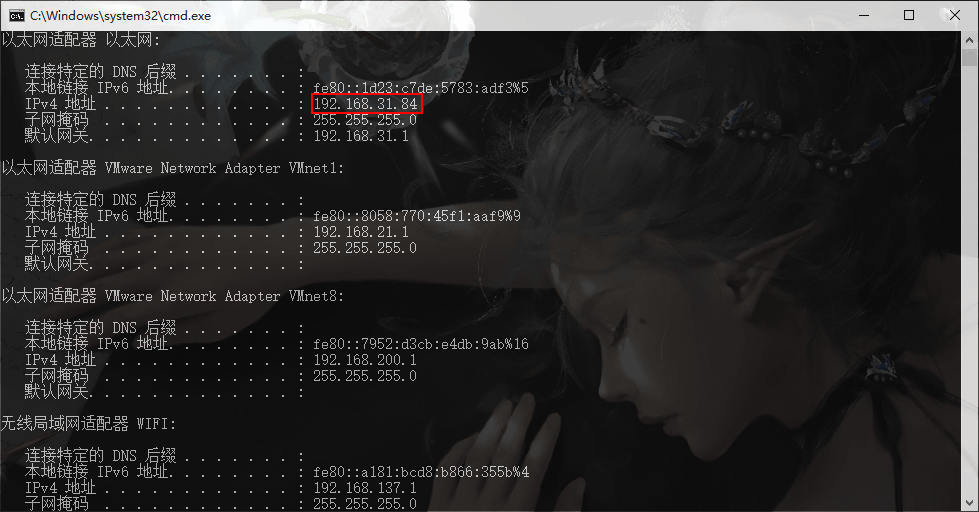 C:\Windows\system32\cmd.exe
以太网适配器 以太网:
连接特定的 DNS 后缀 . . . . . . . :
本地链接 IPv6 地址. . . . . . . . : fe80::1d23:c7de:5783:adf3%5
IPv4 地址 . . . . . . . . . . . . : 192.168.31.84
子网掩码  . . . . . . . . . . . . : 255.255.255.0
默认网关. . . . . . . . . . . . . : 192.168.31.1
以太网适配器 VMware Network Adapter VMnet1:
连接特定的 DNS 后缀 . . . . . . . :
本地链接 IPv6 地址. . . . . . . . : fe80::8058:770:45f1:aaf9%9
IPv4 地址 . . . . . . . . . . . . : 192.168.21.1
子网掩码  . . . . . . . . . . . . : 255.255.255.0
默认网关. . . . . . . . . . . . . :
以太网适配器 VMware Network Adapter VMnet8:
连接特定的 DNS 后缀 . . . . . . . :
本地链接 IPv6 地址. . . . . . . . : fe80::7952:d3cb:e4db:9ab%16
IPv4 地址 . . . . . . . . . . . . : 192.168.200.1
子网掩码  . . . . . . . . . . . . : 255.255.255.0
默认网关. . . . . . . . . . . . . :
无线局域网适配器 WIFI:
连接特定的 DNS 后缀 . . . . . . . :
本地链接 IPv6 地址. . . . . . . . : fe80::a181:bcd8:b866:355b%4
IPv4 地址 . . . . . . . . . . . . : 192.168.137.1
子网掩码  . . . . . . . . . . . . : 255.255.255.0